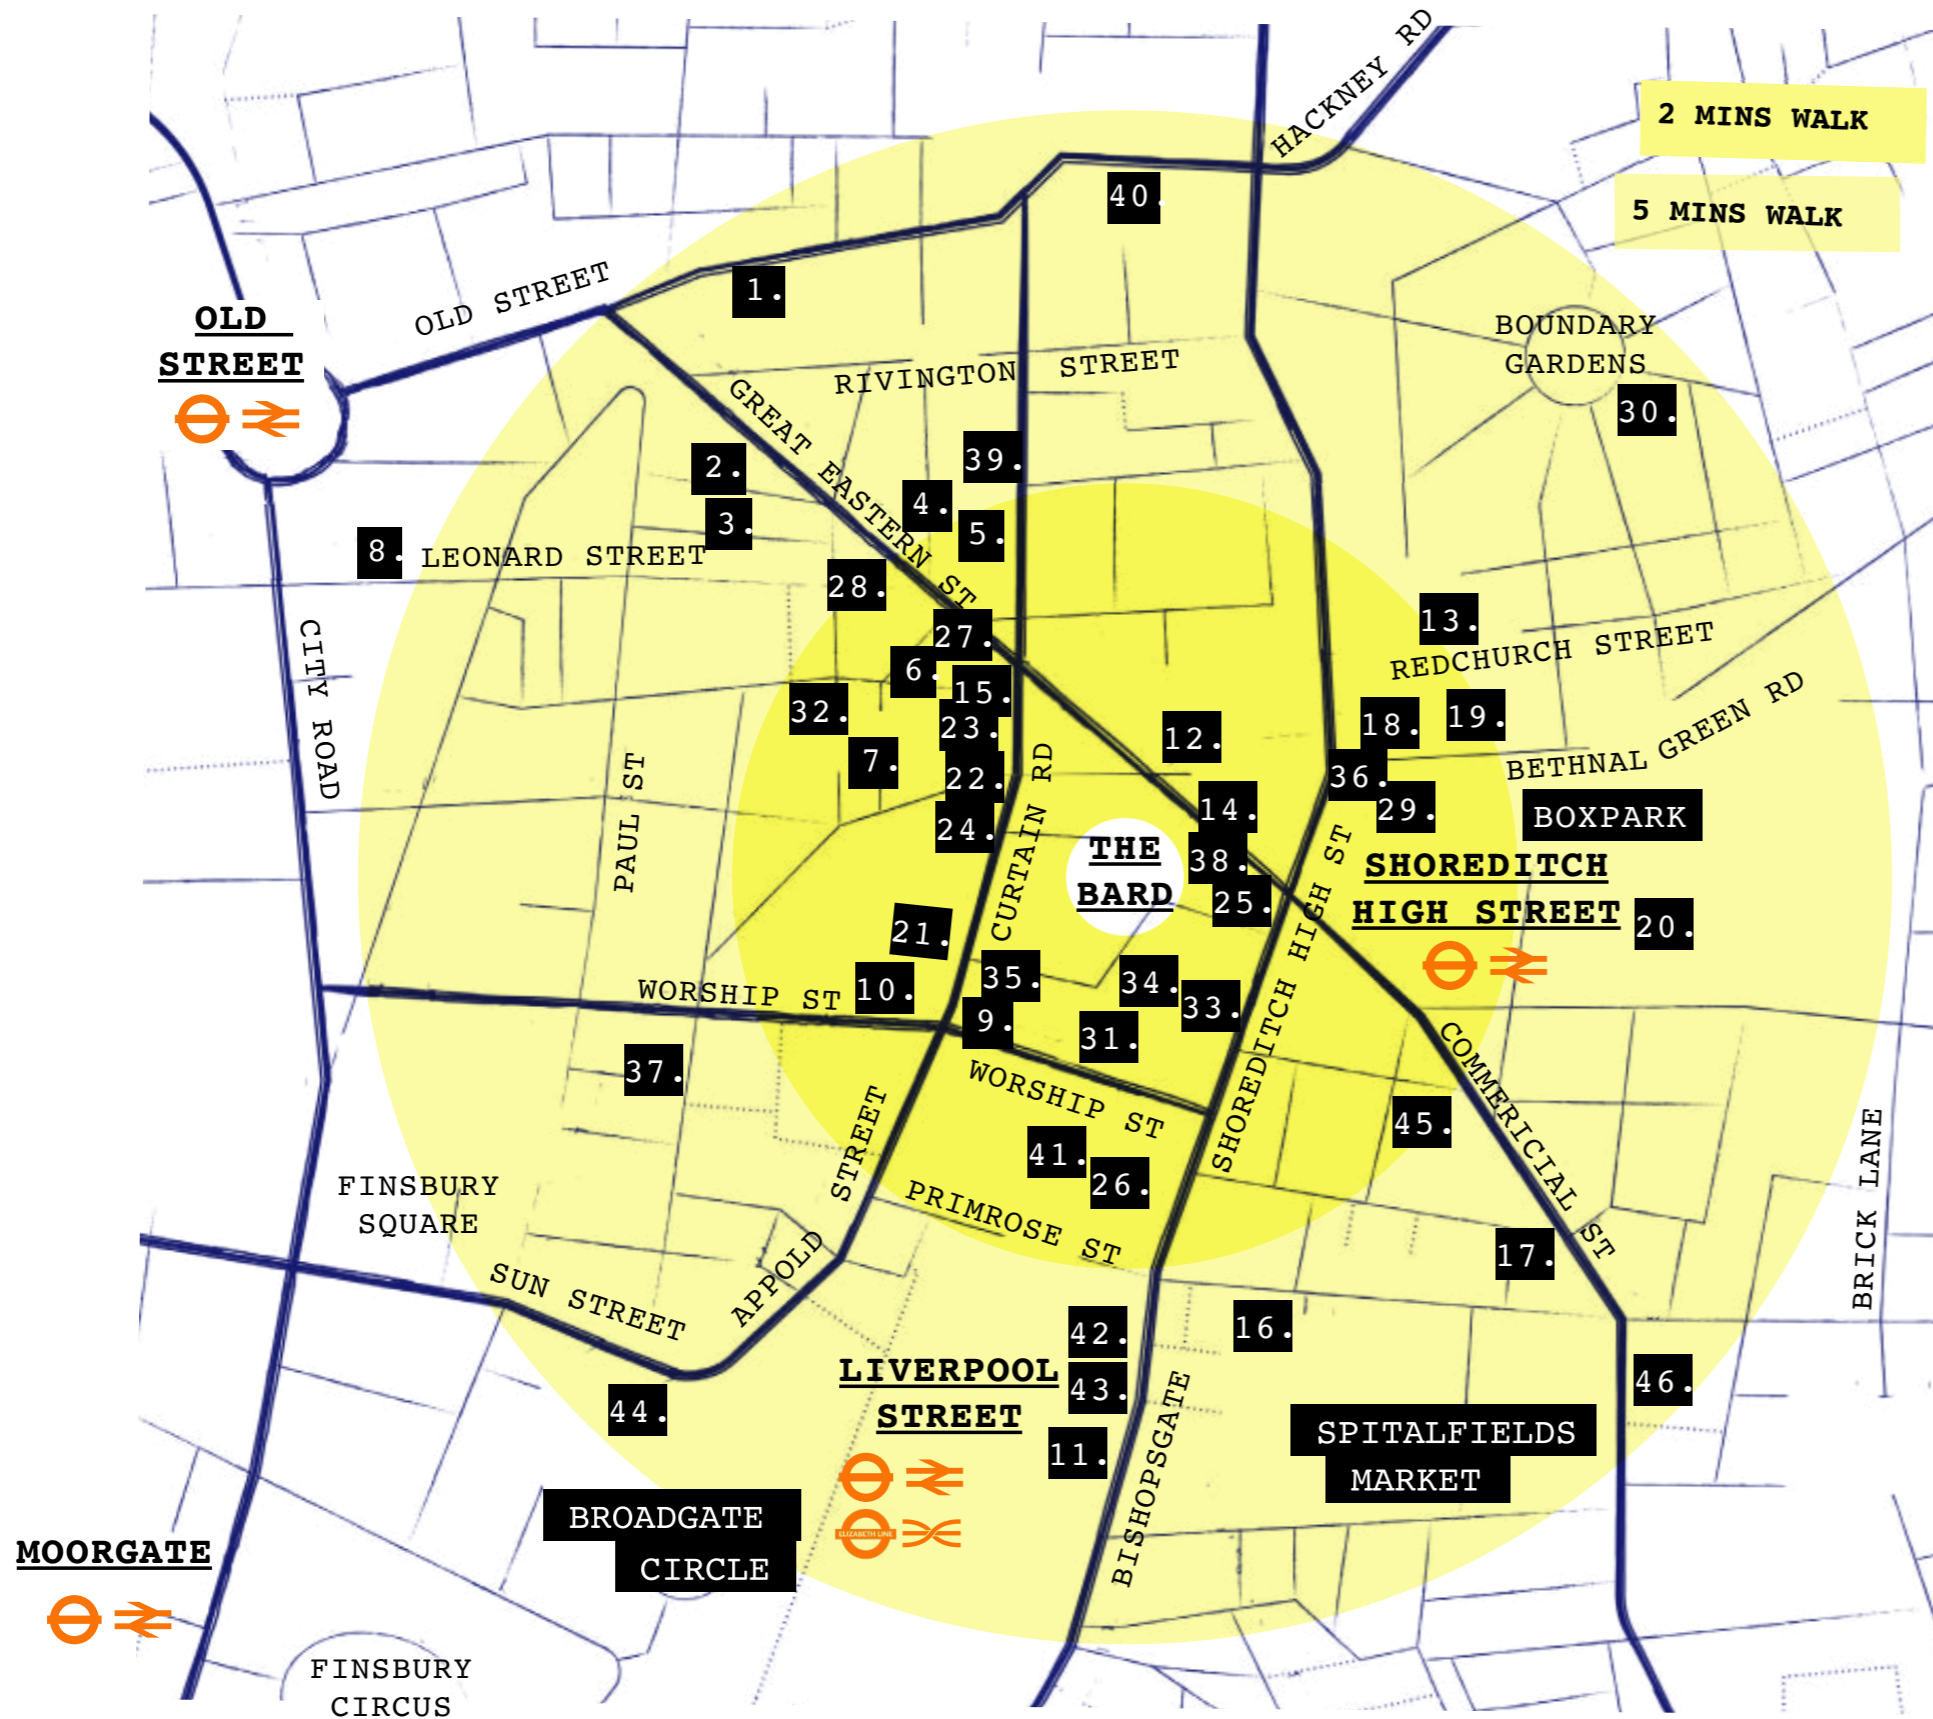 HACKNEY RD
2 MINS WALK
5 MINS WALK
40.
1.
OLD STREET
OLD
STREET
BOUNDARY
GARDENS
RIVINGTON STREET
GREAT EASTERN ST
30.
39.
2.
4.
3.
5.
8.
LEONARD STREET
28.
27.
13.
REDCHURCH STREET
6.
15.
32.
23.
12.
18.
19.
CITY ROAD
7.
22.
36.
BETHNAL GREEN RD
PAUL ST
CURTAIN RD
14.
29.
BOXPARK
24.
THE
BARD
38.
SHOREDITCH
HIGH STREET
25.
20.
21.
SHOREDITCH HIGH ST
WORSHIP ST
10.
35.
34.
33.
9.
31.
37.
COMMERICIAL ST
WORSHIP ST
45.
41.
26.
BRICK LANE
FINSBURY
SQUARE
APPOLD STREET
PRIMROSE ST
17.
SUN STREET
42.
16.
LIVERPOOL
STREET
43.
46.
44.
11.
BISHOPSGATE
SPITALFIELDS
MARKET
BROADGATE
CIRCLE
ELIZABETH LINE
MOORGATE
FINSBURY
CIRCUS